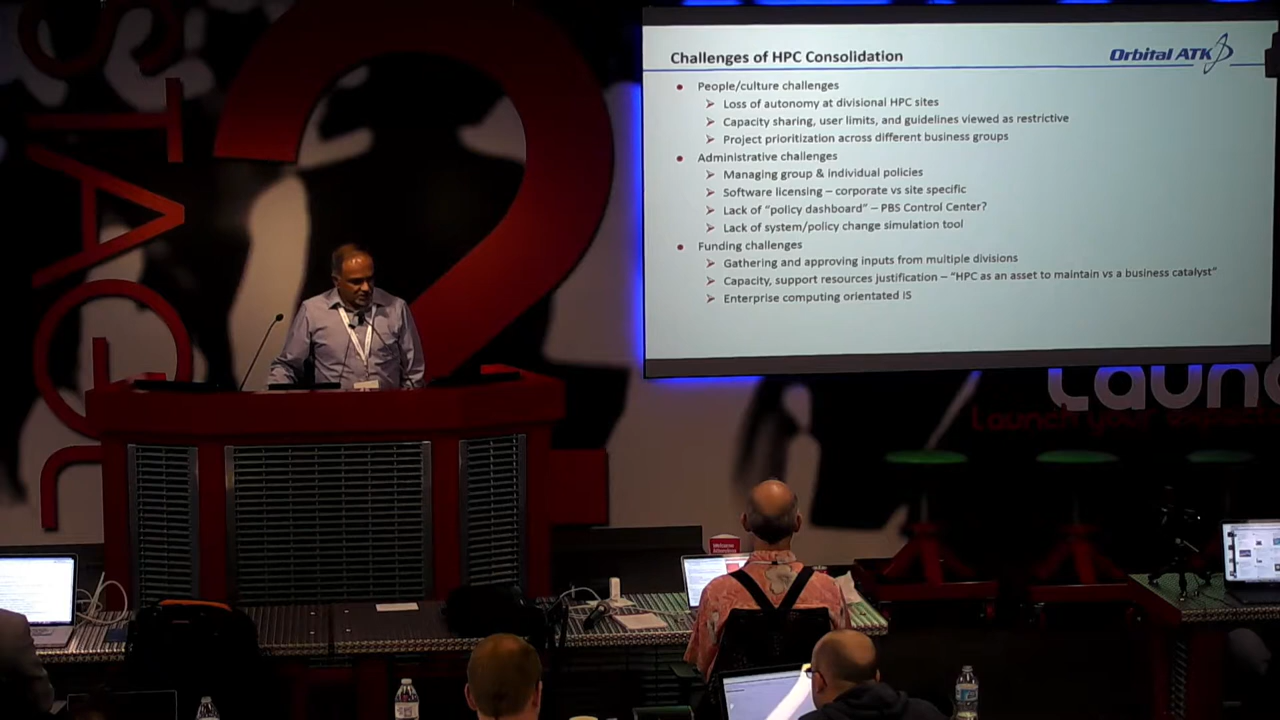 STAGE
2
Challenges of HPC Consolidation
Orbital ATK
• People/culture challenges
➢ Loss of autonomy at divisional HPC sites
➢ Capacity sharing, user limits, and guidelines viewed as restrictive
➢ Project prioritization across different business groups
• Administrative challenges
➢ Managing group & individual policies
➢ Software licensing – corporate vs site specific
➢ Lack of “policy dashboard” – PBS Control Center?
➢ Lack of system/policy change simulation tool
• Funding challenges
➢ Gathering and approving inputs from multiple divisions
➢ Capacity, support resources justification – “HPC as an asset to maintain vs a business catalyst”
➢ Enterprise computing orientated IS
Launch your